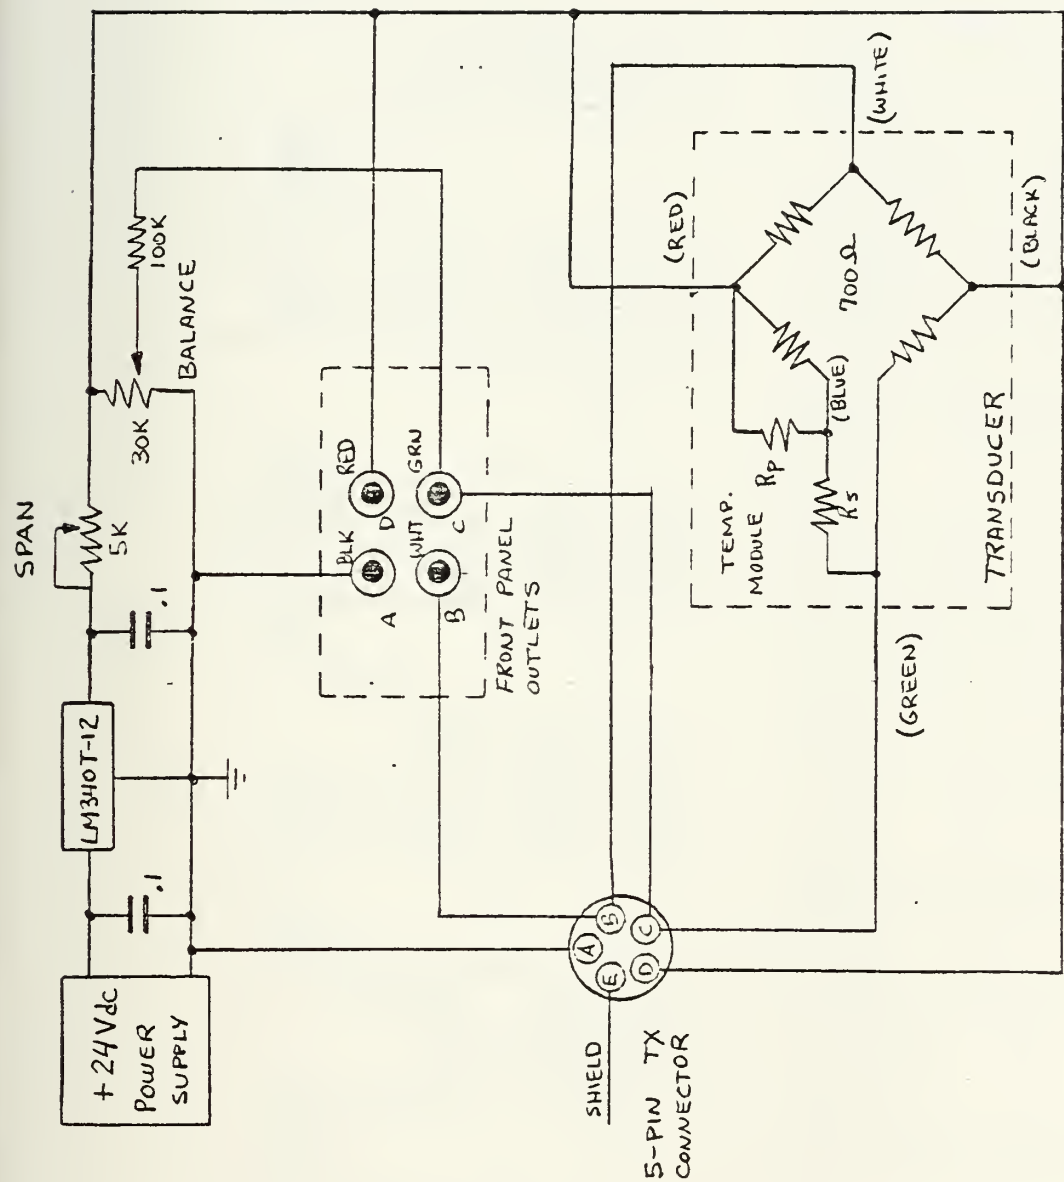 +24Vdc
POWER
SUPPLY
.1
LM340T-12
.1
SPAN
5K
30K
BALANCE
100K
BLK
RED
A
D
WHT
GRN
B
C
FRONT PANEL
OUTLETS
SHIELD
A
B
C
D
E
5-PIN TX
CONNECTOR
(WHITE)
(RED)
700Ω
(BLUE)
(BLACK)
Rp
Rs
TEMP.
MODULE
TRANSDUCER
(GREEN)